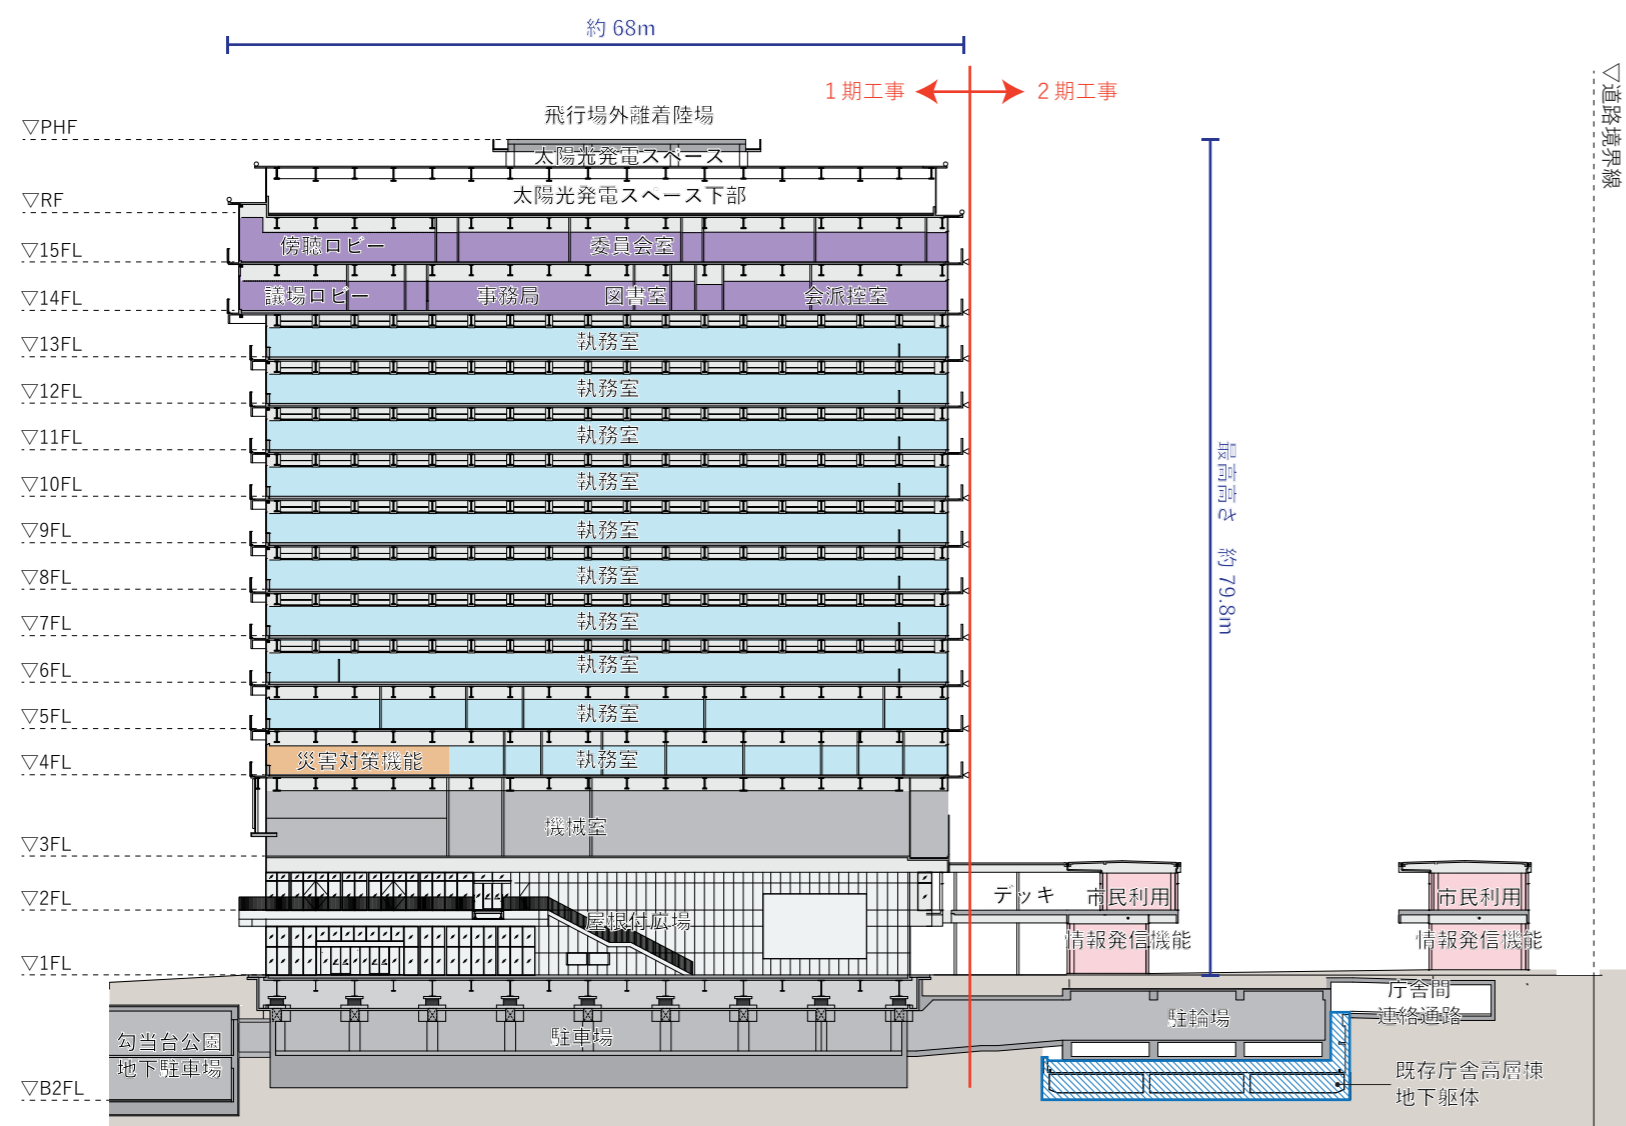 約 68m
1 期工事
2 期工事
▽道路境界線
飛行場外離着陸場
▽PHF
太陽光発電スペース
▽RF
太陽光発電スペース下部
▽15FL
傍聴ロビー
委員会室
▽14FL
議場ロビー
事務局
図書室
会派控室
▽13FL
執務室
▽12FL
執務室
▽11FL
執務室
最高高さ 約 79.8m
▽10FL
執務室
▽9FL
執務室
▽8FL
執務室
▽7FL
執務室
▽6FL
執務室
▽5FL
執務室
▽4FL
災害対策機能
執務室
▽3FL
機械室
▽2FL
デッキ
市民利用
市民利用
屋根付広場
情報発信機能
情報発信機能
▽1FL
庁舎間
連絡通路
駐輪場
駐車場
勾当台公園
地下駐車場
▽B2FL
既存庁舎高層棟
地下躯体